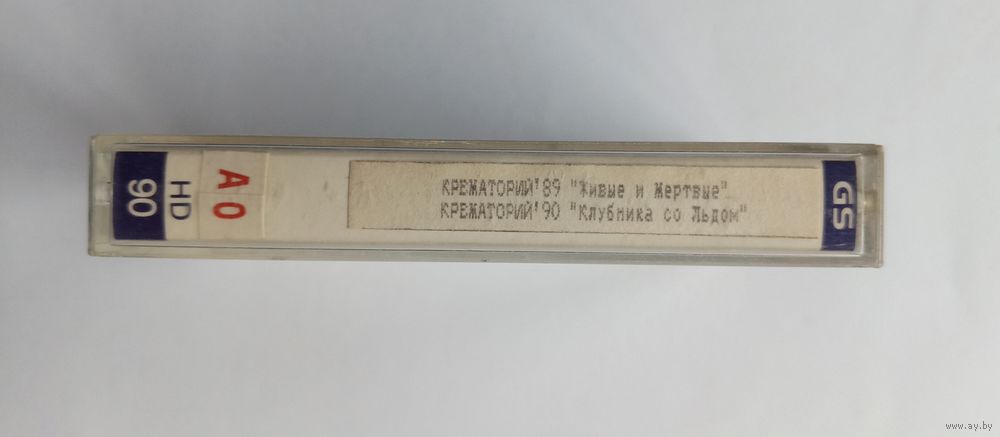 HD
90
A 0
КРЕМАТОРИЙ'89 "Живые и Мертвые"
КРЕМАТОРИЙ'90 "Клубника со Льдом"
GS
www.ay.by